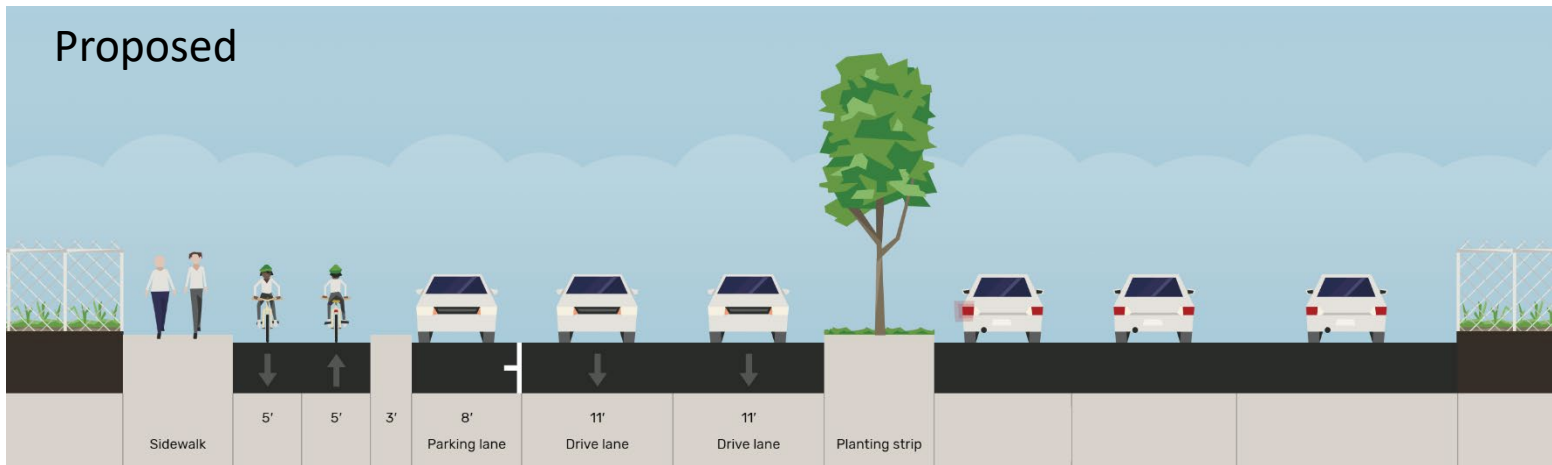 Proposed
5′ 5′ 3′ 8′ 11′ 11′
Sidewalk Parking lane Drive lane Drive lane Planting strip